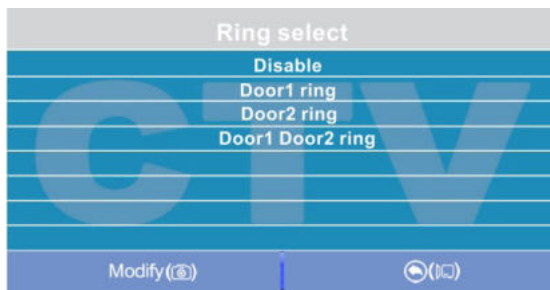 Ring select
Disable
Door1 ring
Door2 ring
Door1 Door2 ring
CTV
Modify()
()